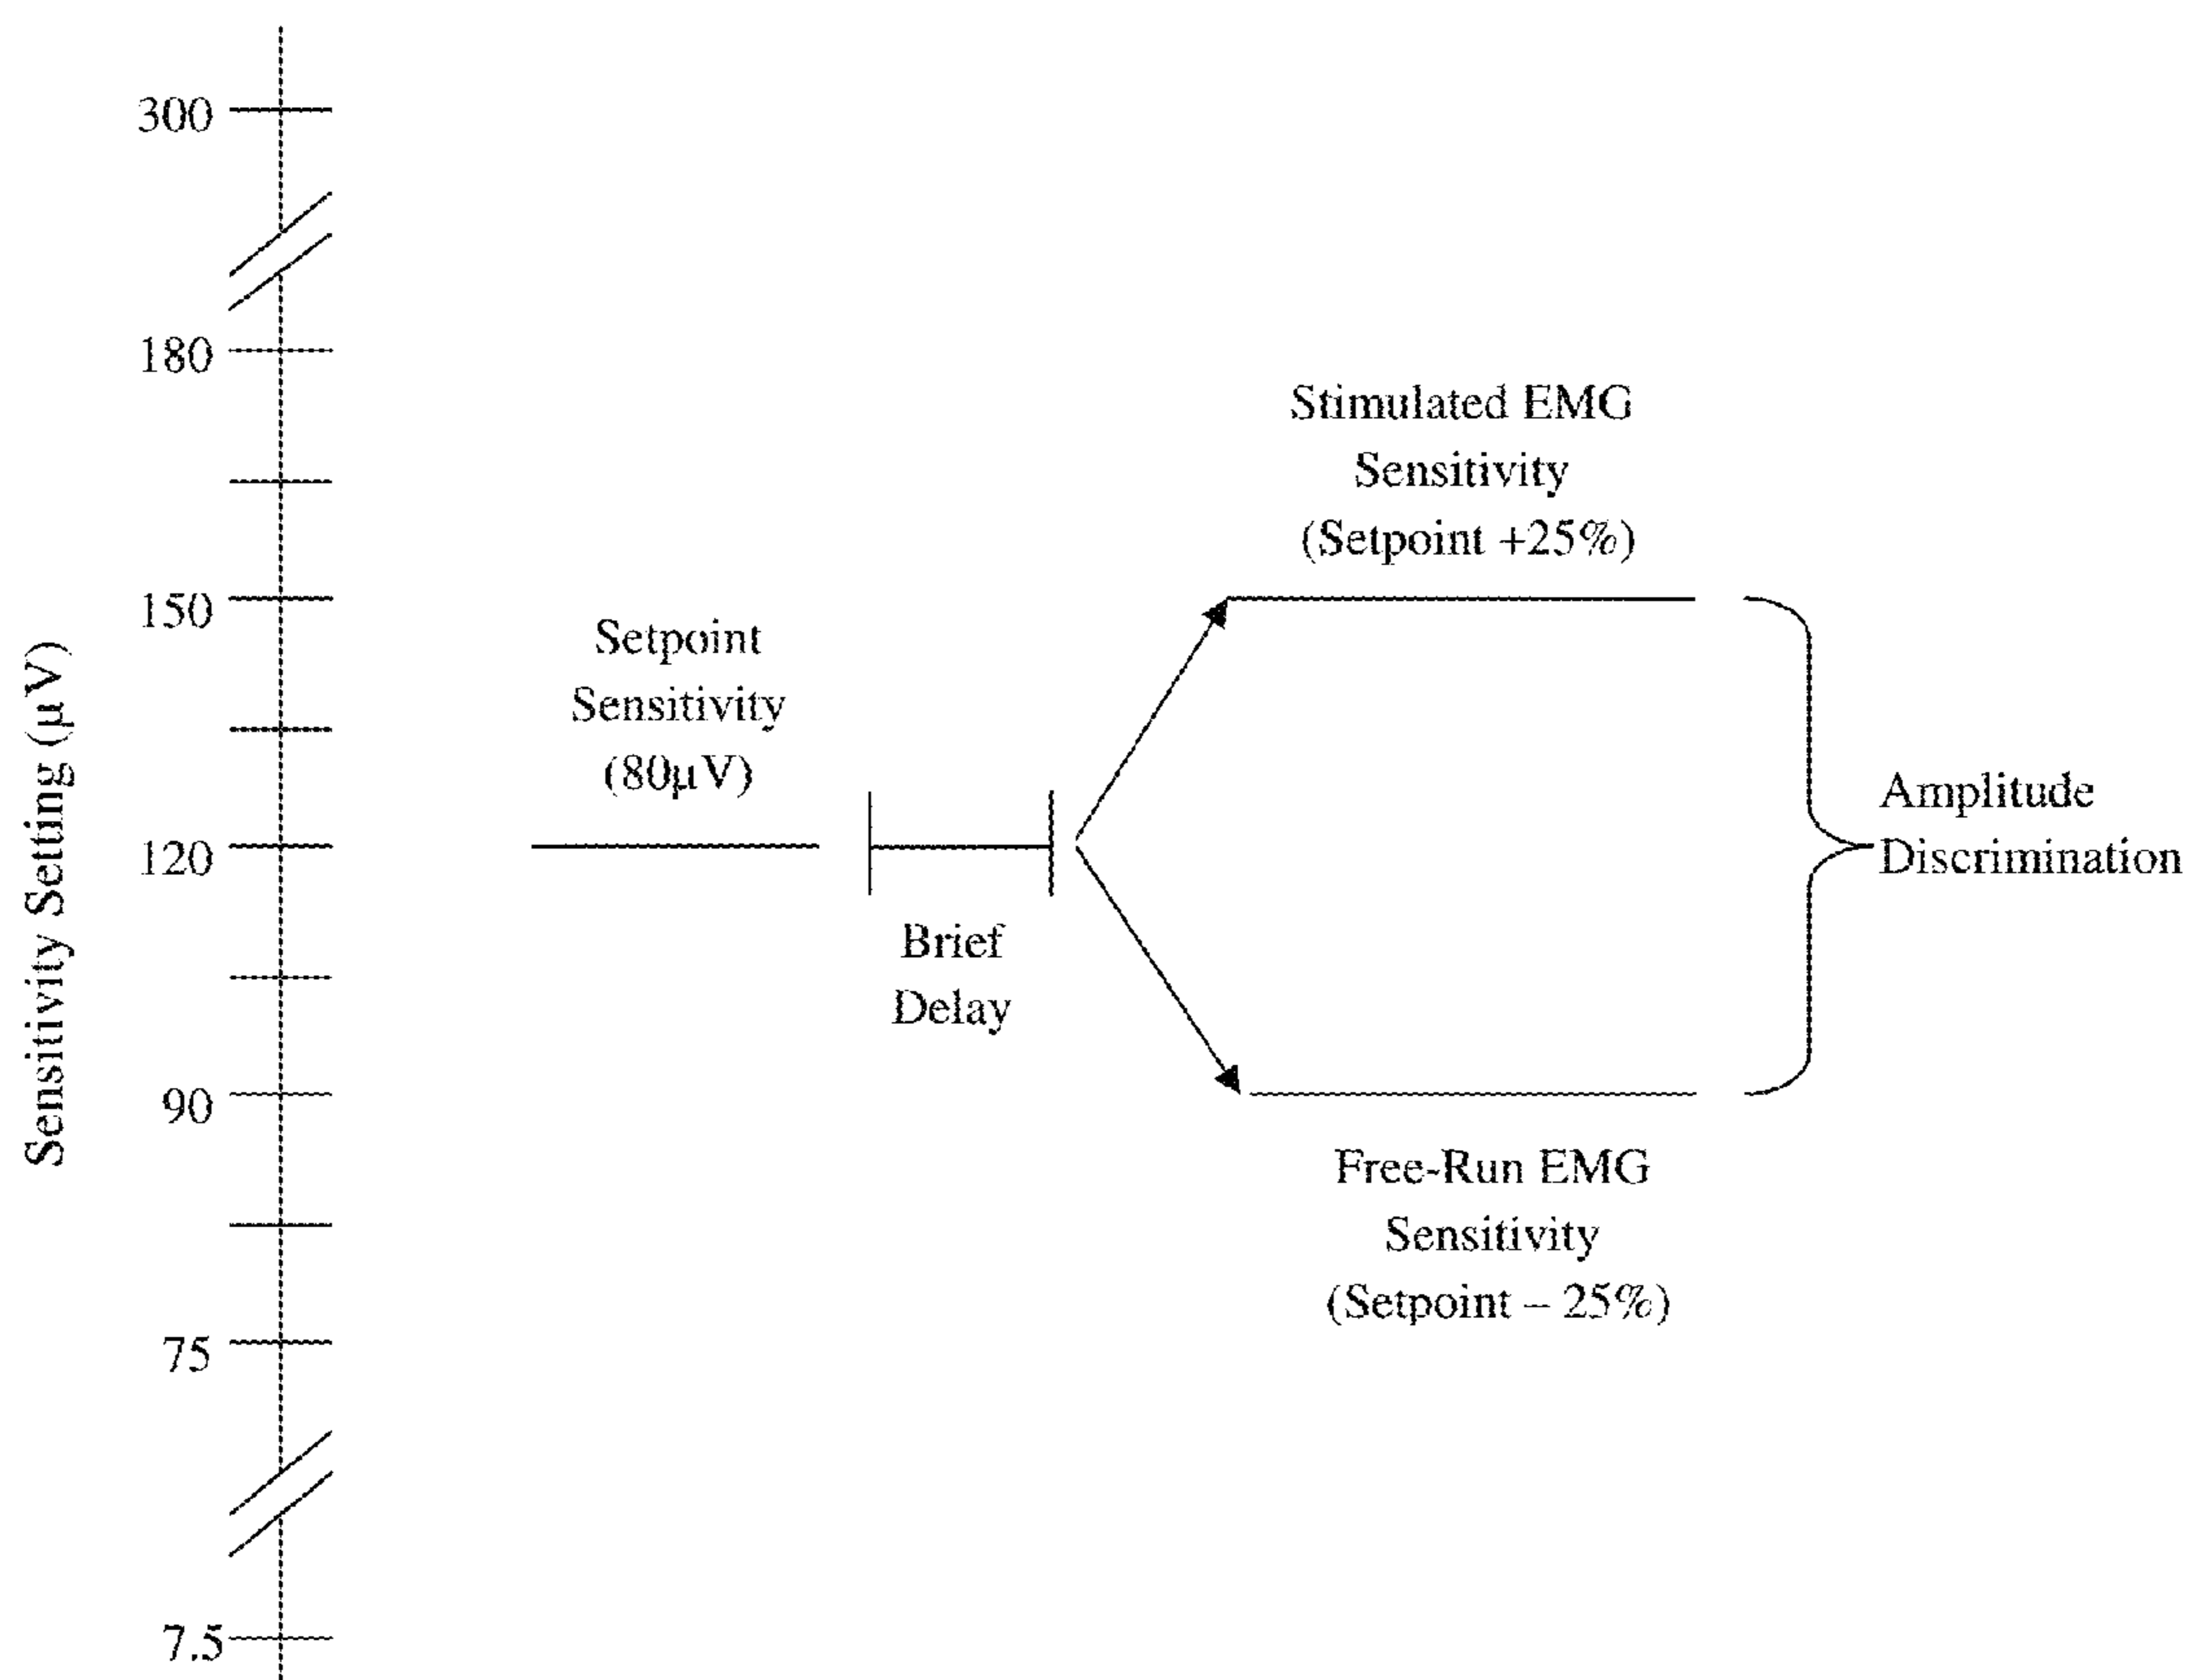 300
180
150
120
90
75
7.5
Sensitivity Setting (µV)
Setpoint
Sensitivity
(80µV)
Brief
Delay
Stimulated EMG
Sensitivity
(Setpoint +25%)
Free-Run EMG
Sensitivity
(Setpoint – 25%)
Amplitude
Discrimination